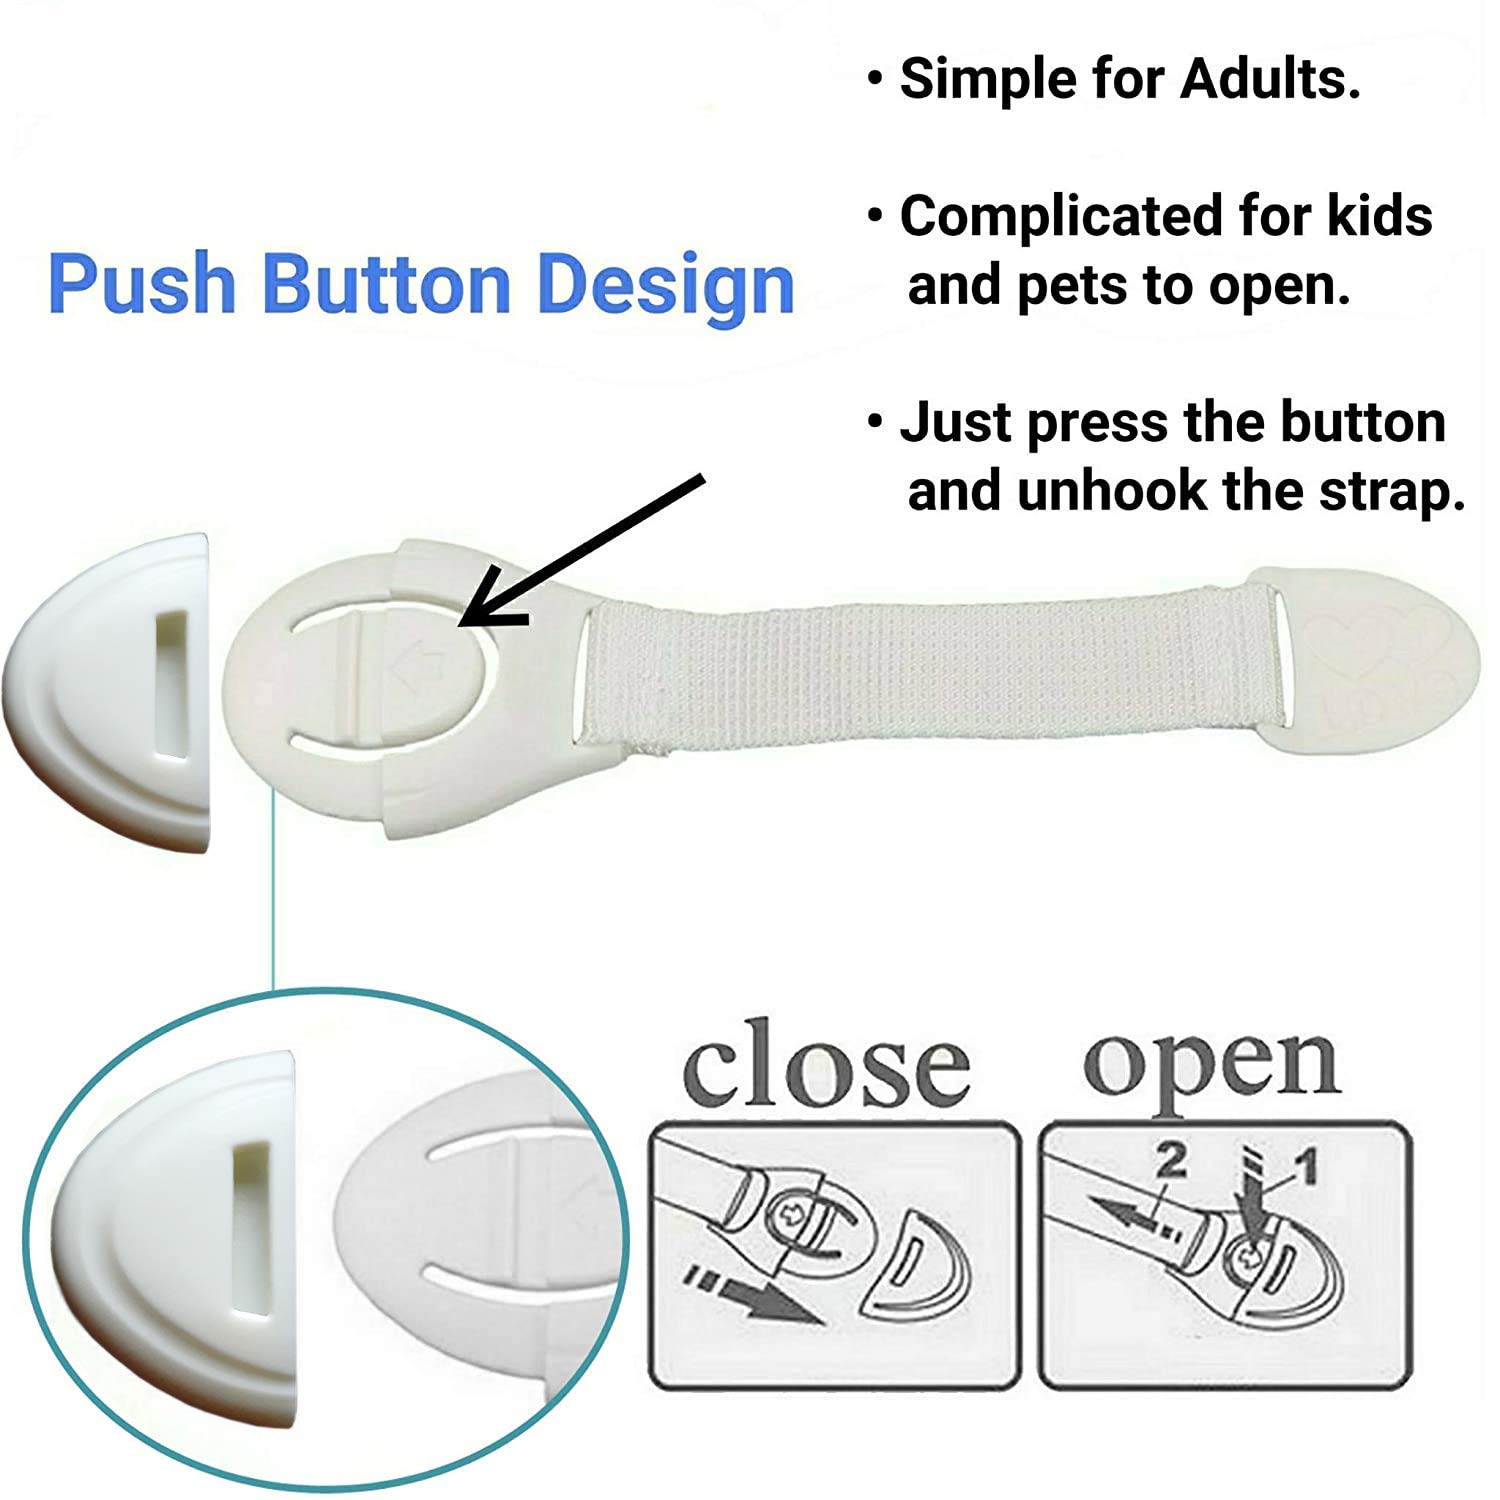 • Simple for Adults.
• Complicated for kids
and pets to open.
Push Button Design
• Just press the button
and unhook the strap.
close
open
2
1